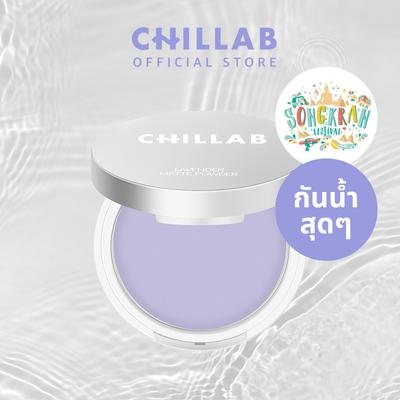 CHILLAB
OFFICIAL STORE
SONGKRAN
FESTIVAL
CHILLAB
LAVENDER
MATTE POWDER
กันน้ำ
สุดๆ